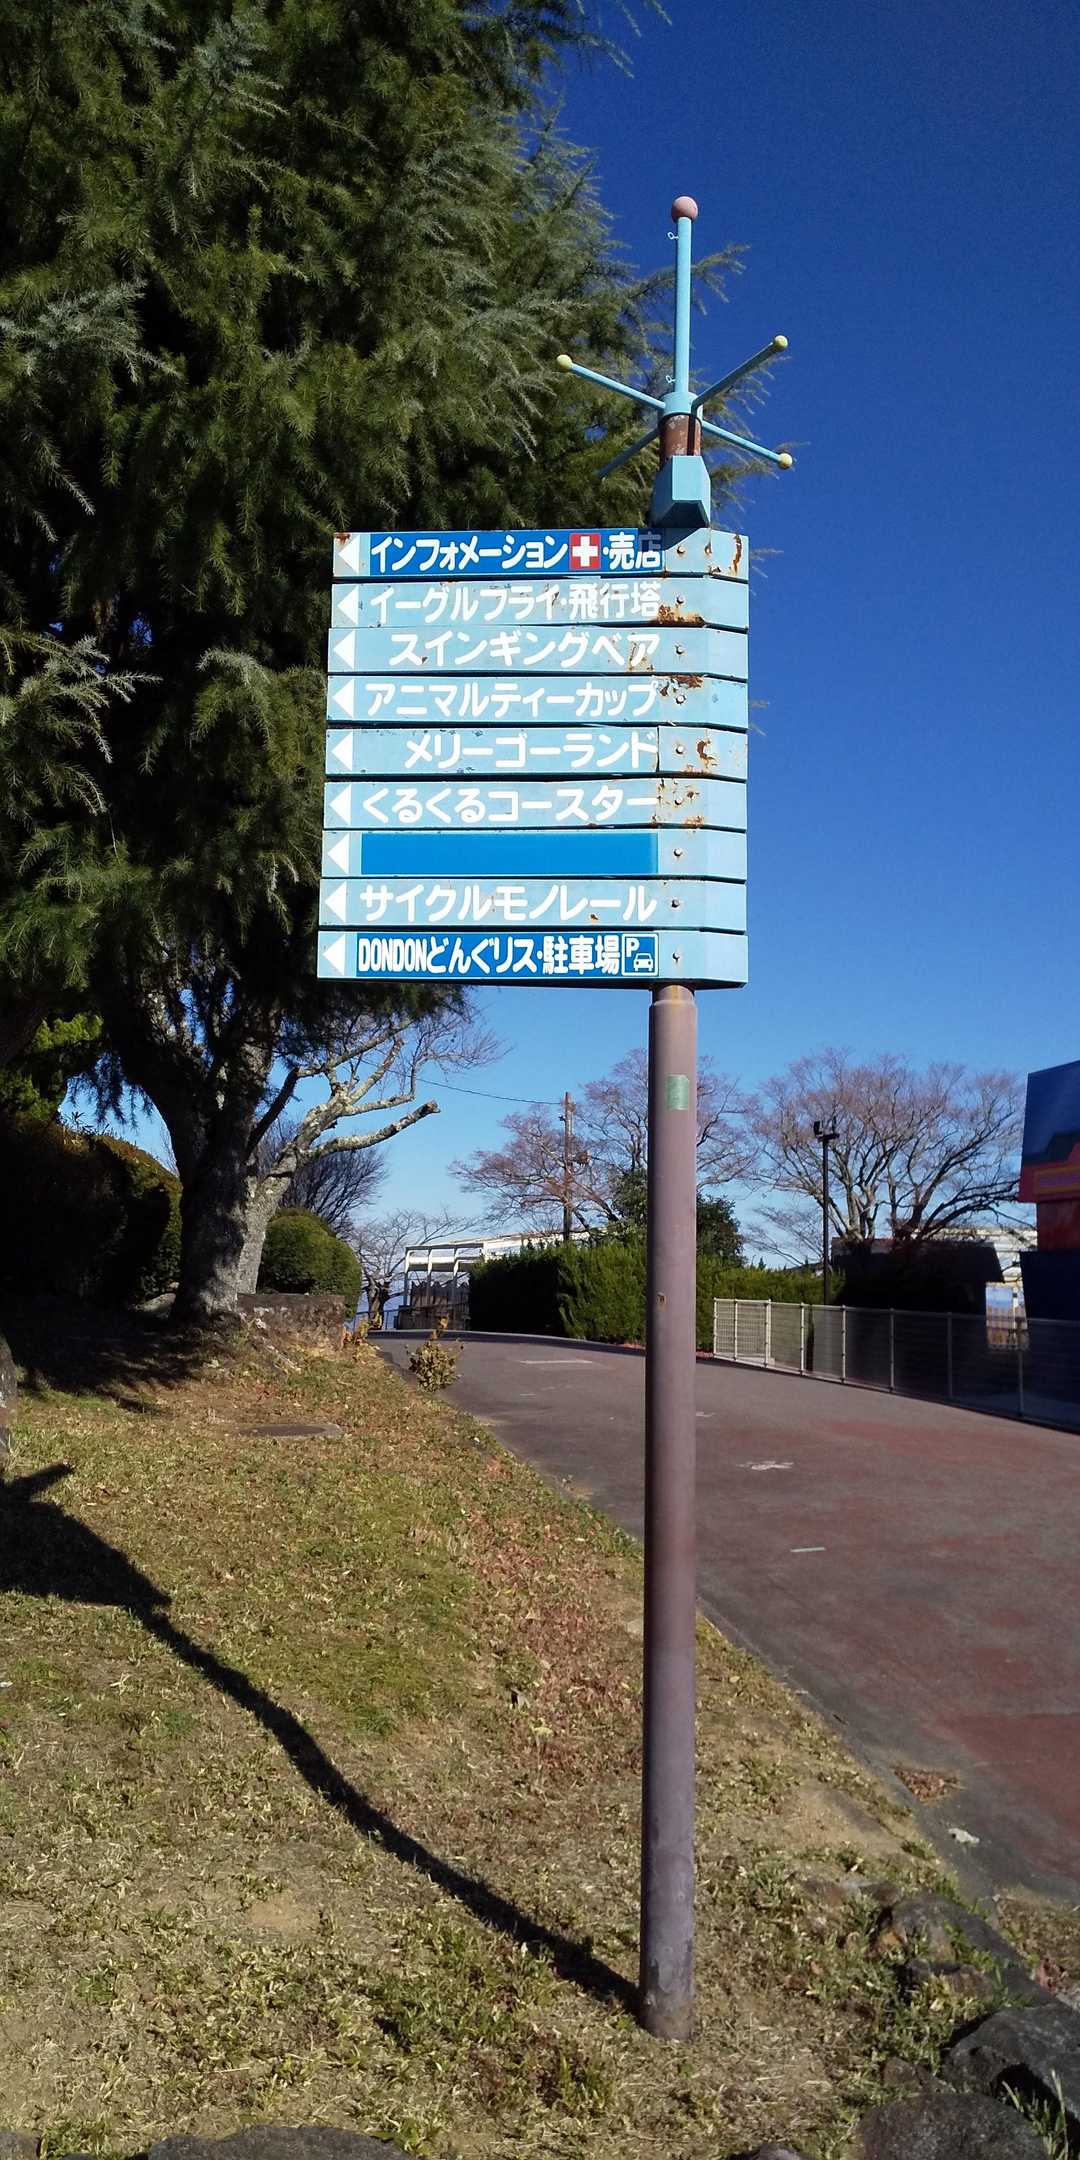 インフォメーション・売店
イーグルフライ・飛行塔
スインギングベア
アニマルティーカップ
メリーゴーランド
くるくるコースター
サイクルモノレール
DONDONどんぐリス・駐車場P